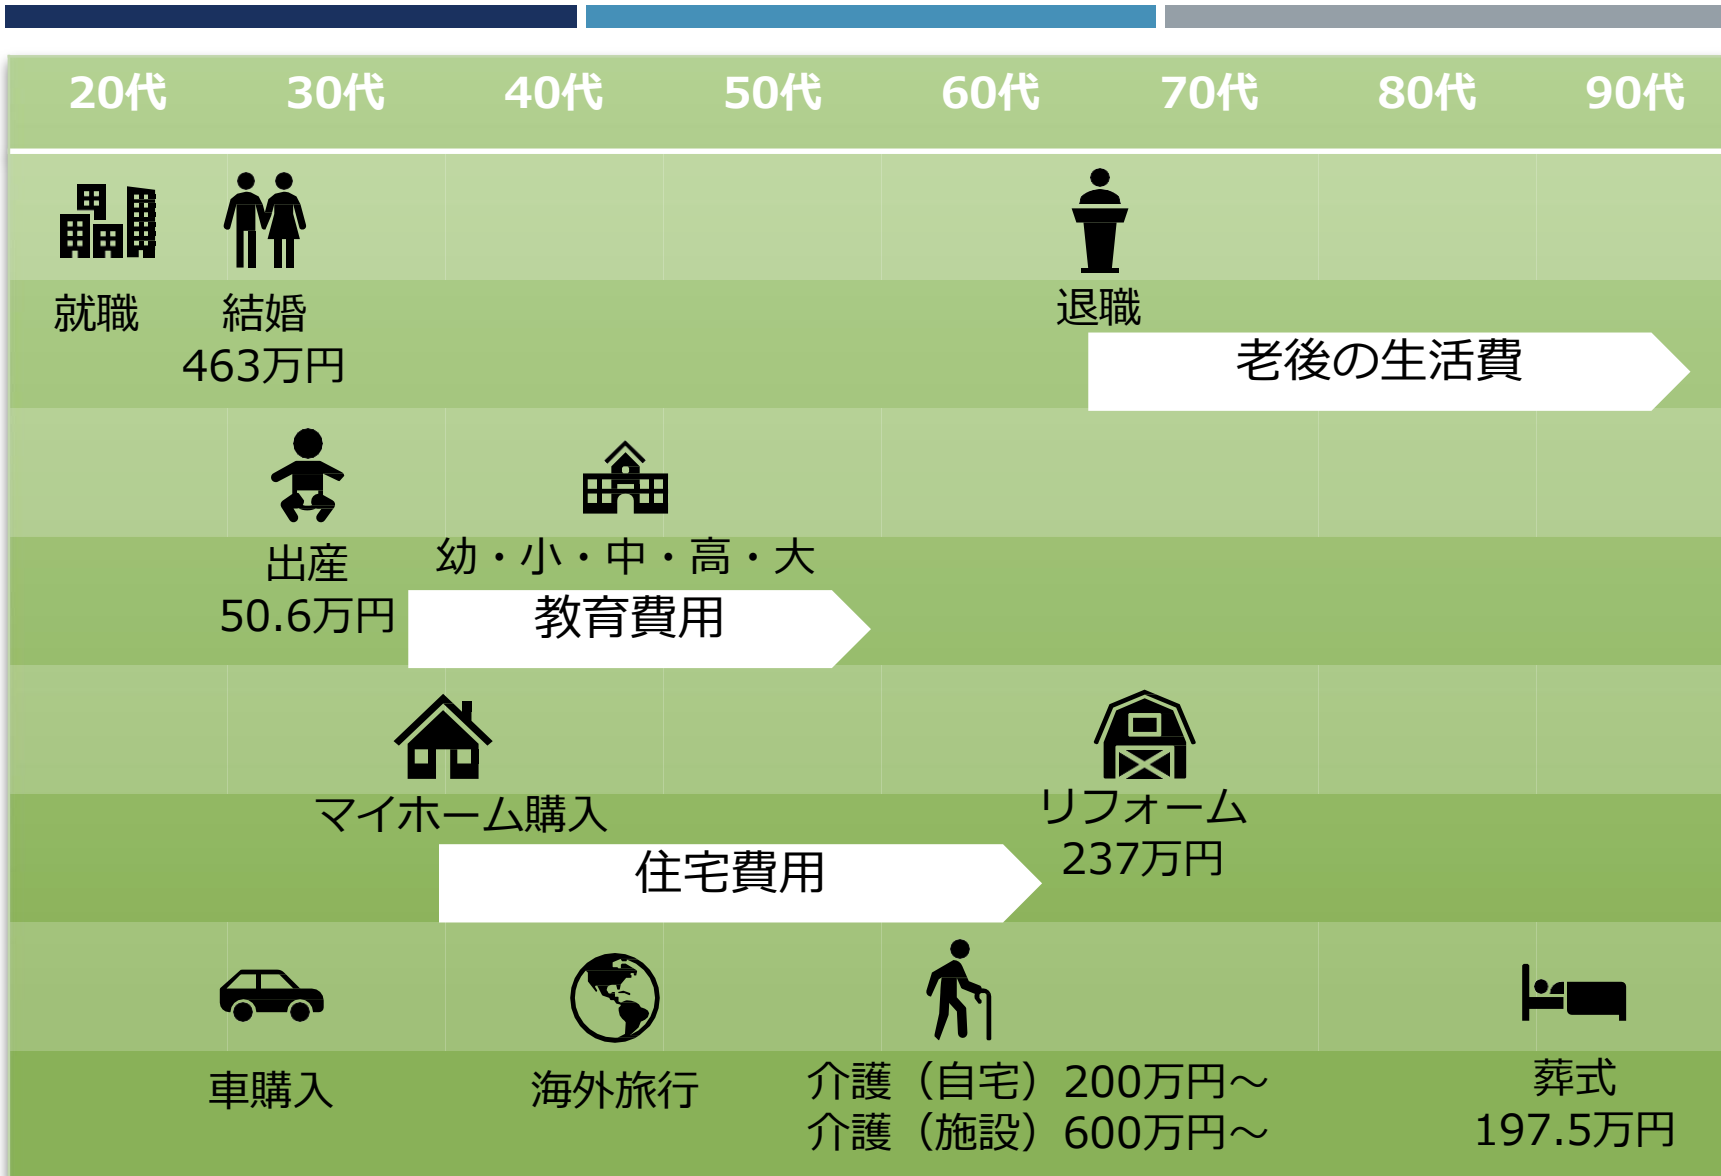 20代 30代 40代 50代 60代 70代 80代 90代
就職
結婚
463万円
退職
老後の生活費
出産
50.6万円
幼・小・中・高・大
教育費用
マイホーム購入
住宅費用
リフォーム
237万円
車購入
海外旅行
介護（自宅）200万円～
介護（施設）600万円～
葬式
197.5万円